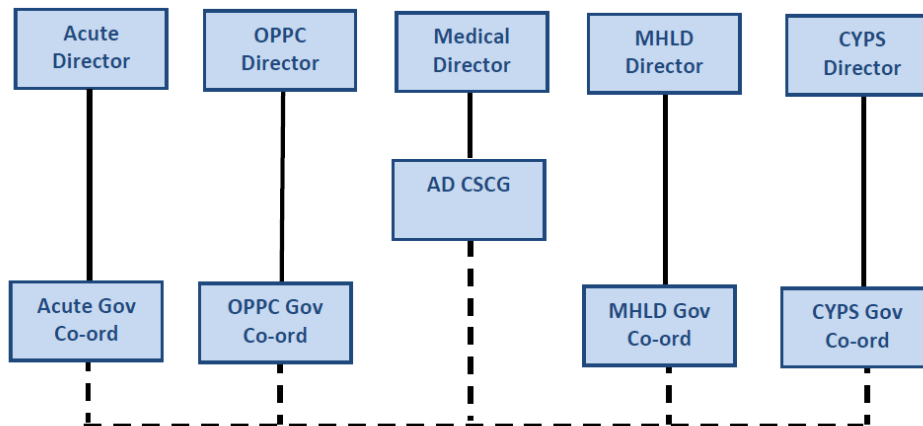 Acute
Director
OPPC
Director
Medical
Director
MHLD
Director
CYPS
Director
AD CSCG
Acute Gov
Co-ord
OPPC Gov
Co-ord
MHLD Gov
Co-ord
CYPS Gov
Co-ord